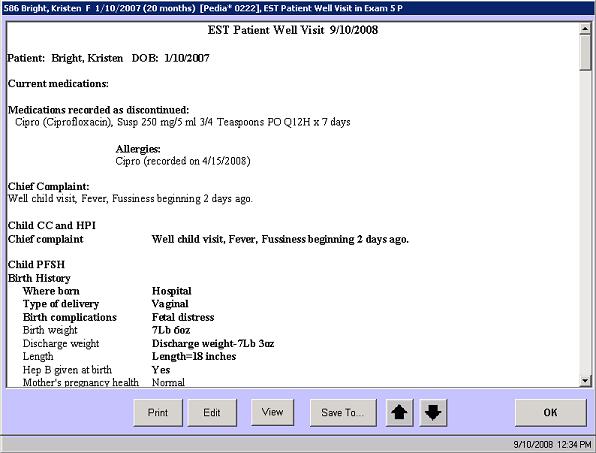 586 Bright, Kristen F 1/10/2007 (20 months) [Pedia* 0222], EST Patient Well Visit in Exam 5 P
EST Patient Well Visit 9/10/2008
Patient: Bright, Kristen DOB: 1/10/2007
Current medications:
Medications recorded as discontinued:
Cipro (Ciprofloxacin), Susp 250 mg/5 ml 3/4 Teaspoons PO Q12H x 7 days
Allergies:
Cipro (recorded on 4/15/2008)
Chief Complaint:
Well child visit, Fever, Fussiness beginning 2 days ago.
Child CC and HPI
Chief complaint Well child visit, Fever, Fussiness beginning 2 days ago.
Child PFSH
Birth History
Where born Hospital
Type of delivery Vaginal
Birth complications Fetal distress
Birth weight 7Lb 6oz
Discharge weight Discharge weight-7Lb 3oz
Length Length=18 inches
Hep B given at birth Yes
Mother's pregnancy health Normal
Print Edit View Save To... OK
9/10/2008 12:34 PM